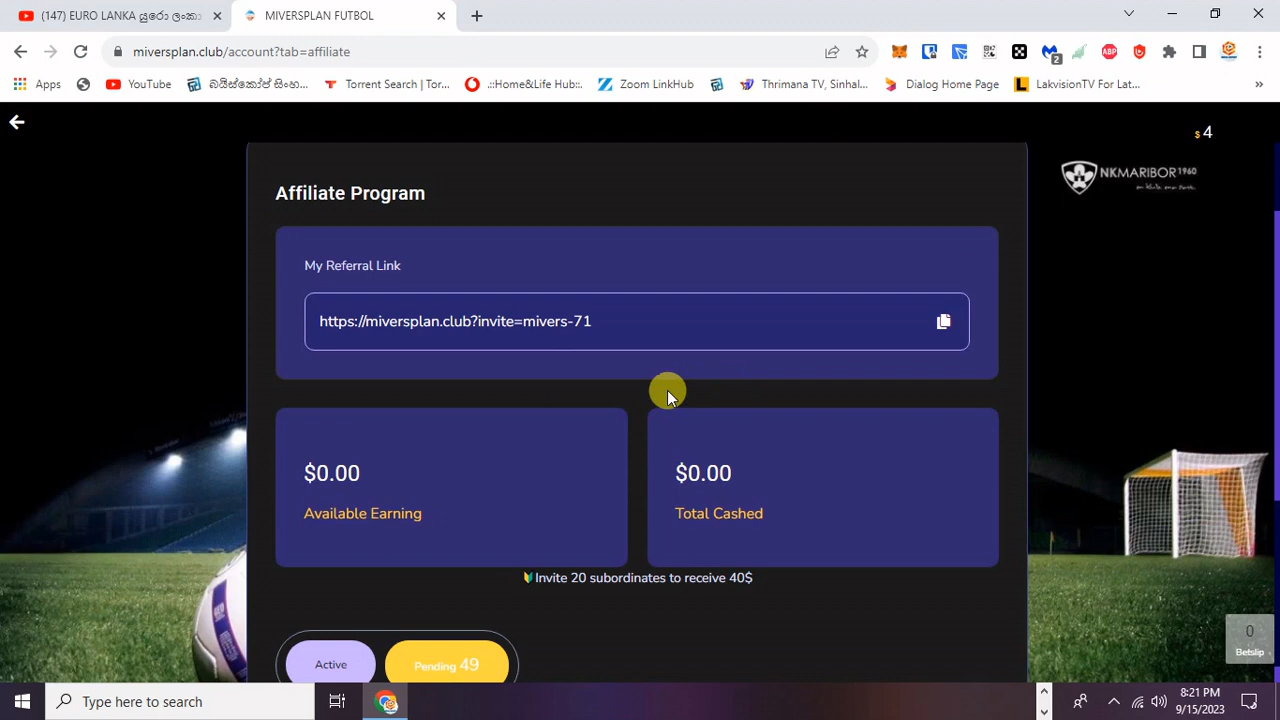 (147) EURO LANKA යුරො ලංකා
MIVERSPLAN FUTBOL
miversplan.club/account?tab=affiliate
ABP
2
Apps
YouTube
බයිස්කෝප් සිංහ...
Torrent Search | Tor...
.::Home&Life Hub::.
Zoom LinkHub
Thrimana TV, Sinhal...
Dialog Home Page
LakvisionTV For Lat...
$ 4
NKMARIBOR 1960
Affiliate Program
My Referral Link
https://miversplan.club?invite=mivers-71
$0.00
Available Earning
$0.00
Total Cashed
Invite 20 subordinates to receive 40$
Active
Pending 49
0
Betslip
Type here to search
8:21 PM
9/15/2023